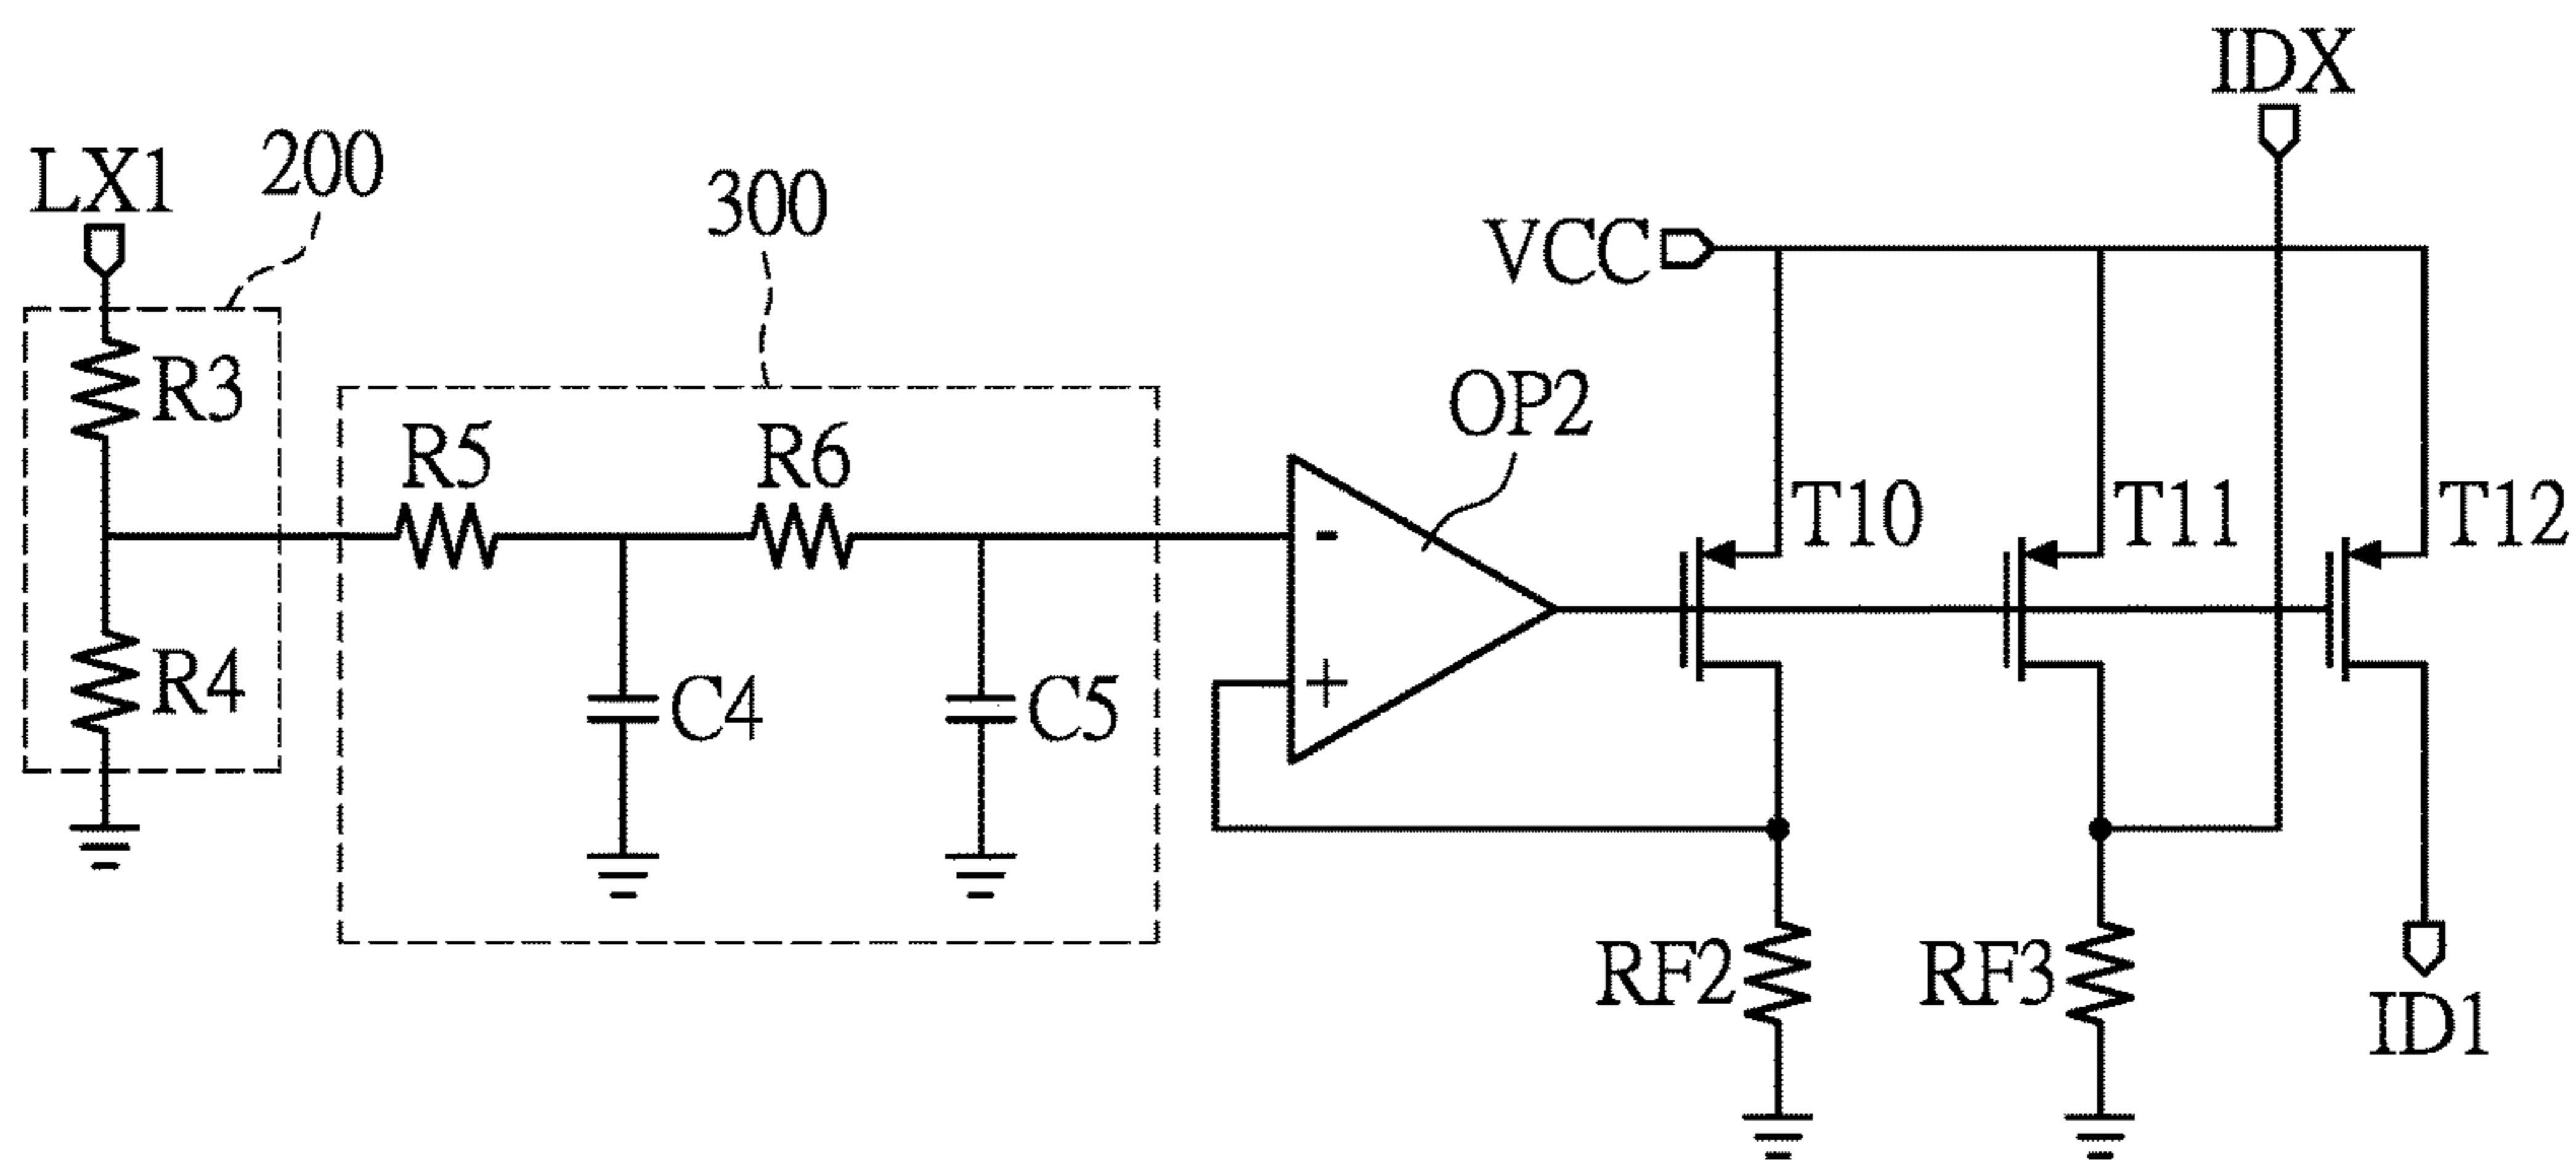 IDX
LX1
200
300
VCC
R3
OP2
R5
R6
T10
T11
T12
-
R4
C4
C5
+
RF2
RF3
ID1